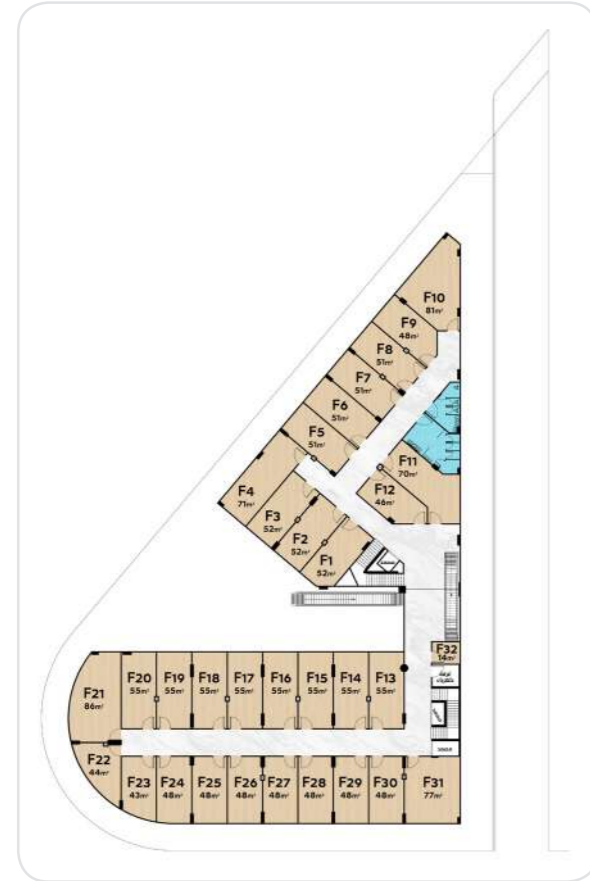 F10
81m²
F9
48m²
F8
51m²
F7
51m²
F6
51m²
F5
51m²
F11
70m²
F4
71m²
F12
46m²
F3
52m²
F2
52m²
F1
52m²
F32
14m²
غرفة
F21
86m²
F20
55m²
F19
55m²
F18
55m²
F17
55m²
F16
55m²
F15
55m²
F14
55m²
F13
55m²
F22
44m²
F23
43m²
F24
48m²
F25
48m²
F26
48m²
F27
48m²
F28
48m²
F29
48m²
F30
48m²
F31
77m²